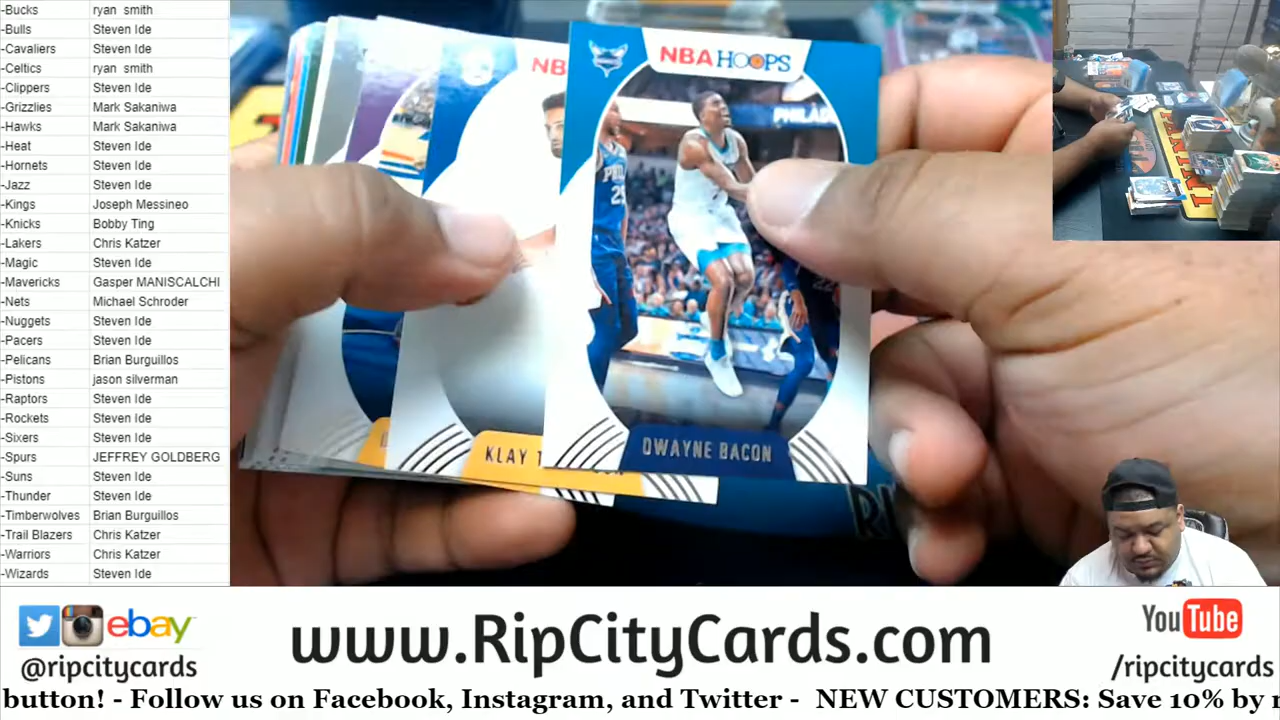 -Bucks ryan smith
-Bulls Steven Ide
-Cavaliers Steven Ide
-Celtics ryan smith
-Clippers Steven Ide
-Grizzlies Mark Sakaniwa
-Hawks Mark Sakaniwa
-Heat Steven Ide
-Hornets Steven Ide
-Jazz Steven Ide
-Kings Joseph Messineo
-Knicks Bobby Ting
-Lakers Chris Katzer
-Magic Steven Ide
-Mavericks Gasper MANISCALCHI
-Nets Michael Schroder
-Nuggets Steven Ide
-Pacers Steven Ide
-Pelicans Brian Burguillos
-Pistons jason silverman
-Raptors Steven Ide
-Rockets Steven Ide
-Sixers Steven Ide
-Spurs JEFFREY GOLDBERG
-Suns Steven Ide
-Thunder Steven Ide
-Timberwolves Brian Burguillos
-Trail Blazers Chris Katzer
-Warriors Chris Katzer
-Wizards Steven Ide
NB
NBA HOOPS
PHILAD
PHIL
25
KLAY T
DWAYNE BACON
PANINI
ebay
@ripcitycards
www.RipCityCards.com
YouTube
/ripcitycards
button! - Follow us on Facebook, Instagram, and Twitter - NEW CUSTOMERS: Save 10% by